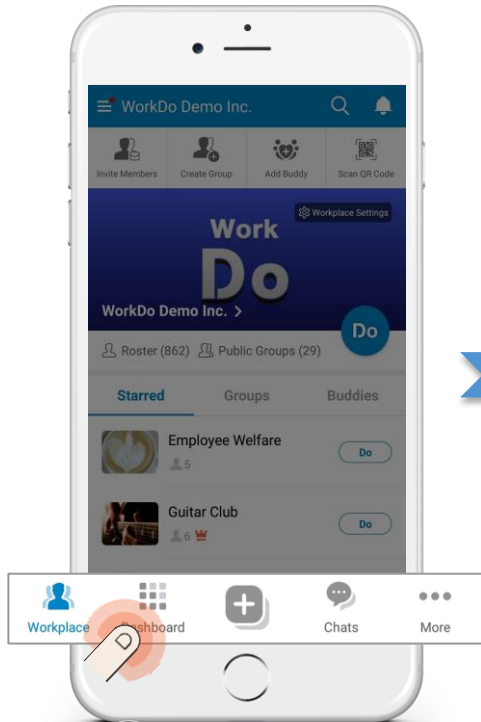 WorkDo Demo Inc.
Invite Members Create Group Add Buddy Scan QR Code
Workplace Settings
Work
Do
WorkDo Demo Inc. >
Do
Roster (862) Public Groups (29)
Starred Groups Buddies
Employee Welfare
5
Do
Guitar Club
6
Do
Workplace Dashboard Chats More